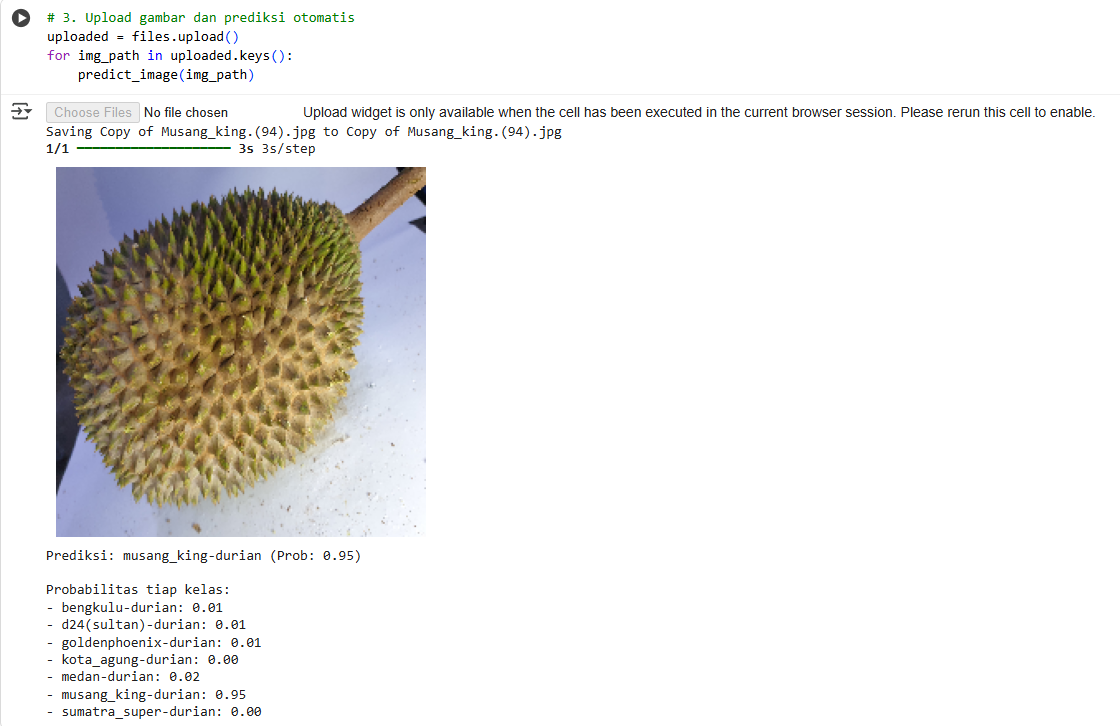 # 3. Upload gambar dan prediksi otomatis
uploaded = files.upload()
for img_path in uploaded.keys():
    predict_image(img_path)
Choose Files No file chosen Upload widget is only available when the cell has been executed in the current browser session. Please rerun this cell to enable.
Saving Copy of Musang_king.(94).jpg to Copy of Musang_king.(94).jpg
1/1 ━━━━━━━━━━━━━━━━━━━━ 3s 3s/step
Prediksi: musang_king-durian (Prob: 0.95)
Probabilitas tiap kelas:
- bengkulu-durian: 0.01
- d24(sultan)-durian: 0.01
- goldenphoenix-durian: 0.01
- kota_agung-durian: 0.00
- medan-durian: 0.02
- musang_king-durian: 0.95
- sumatra_super-durian: 0.00